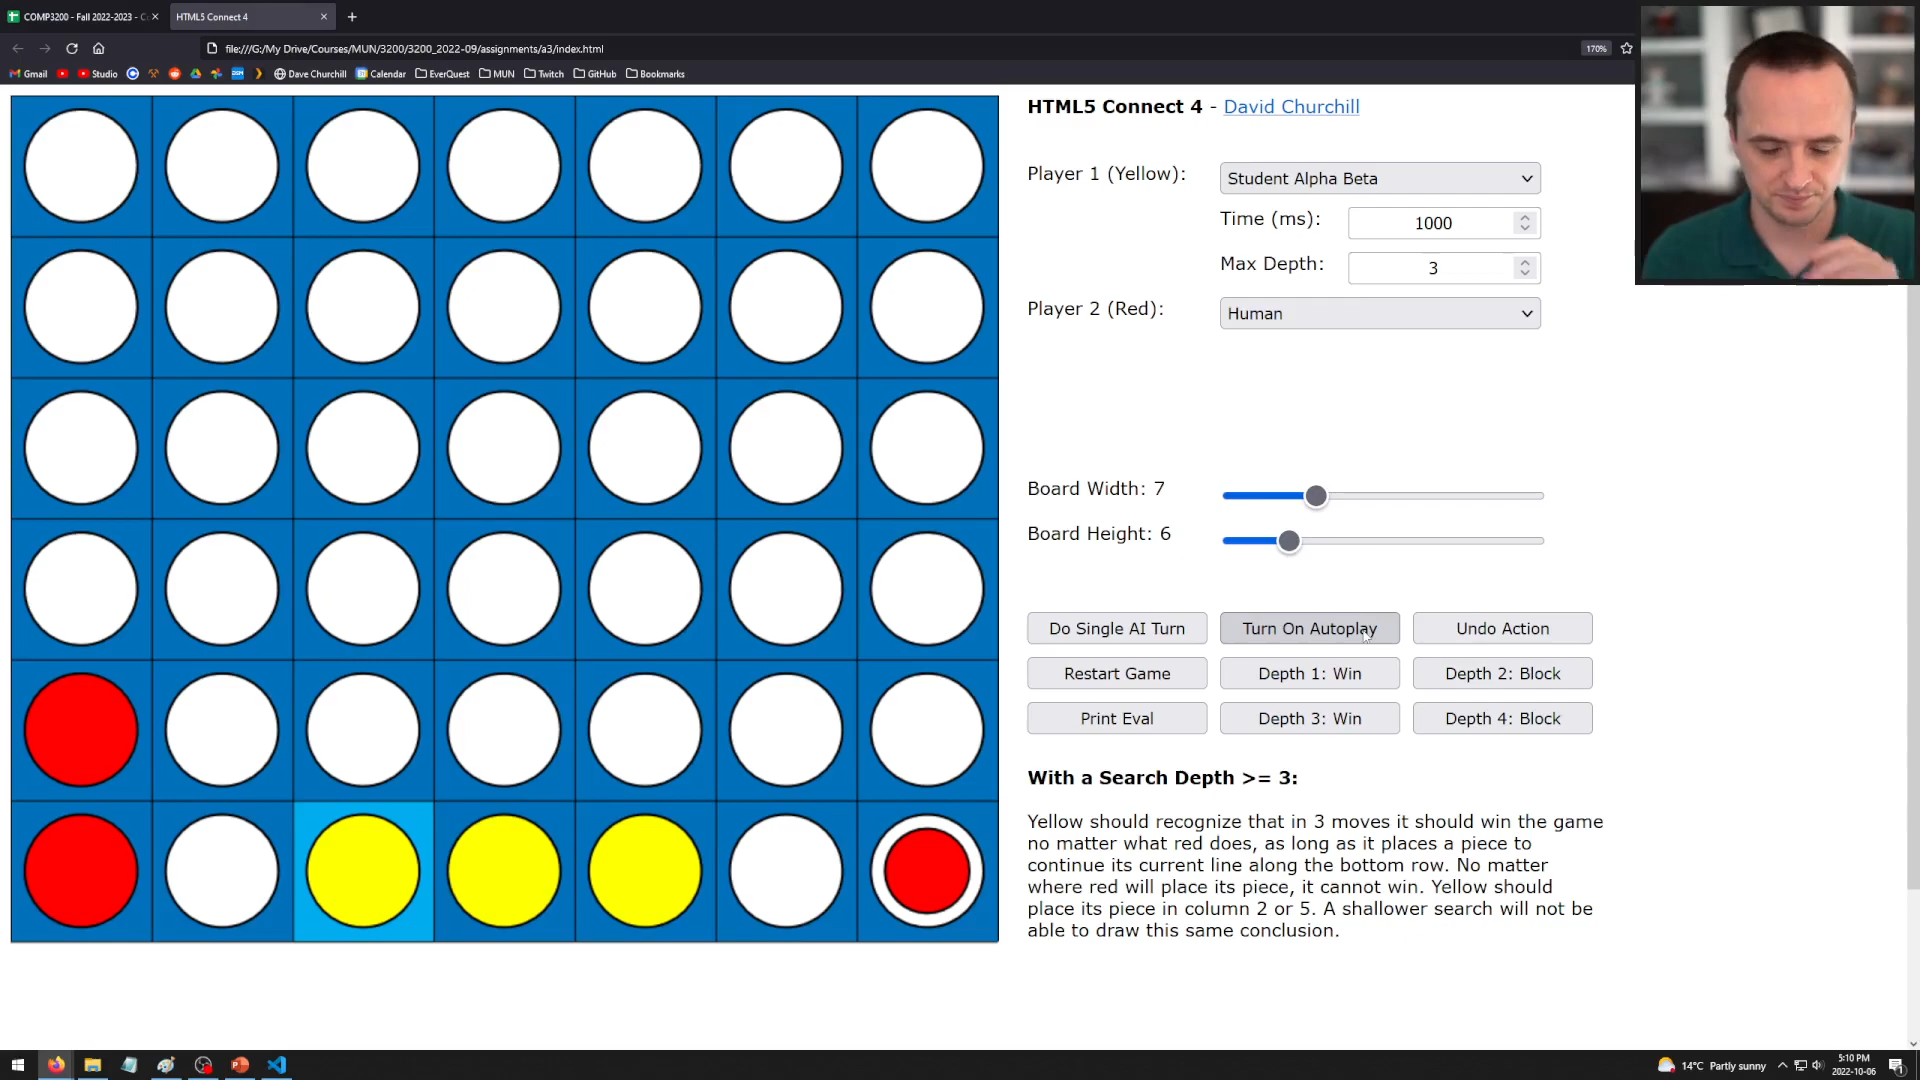 COMP3200 - Fall 2022-2023 - C
HTML5 Connect 4
file:///G:/My Drive/Courses/MUN/3200/3200_2022-09/assignments/a3/index.html
170%
Gmail Studio Dave Churchill Calendar EverQuest MUN Twitch GitHub Bookmarks
HTML5 Connect 4 - David Churchill
Player 1 (Yellow): Student Alpha Beta
Time (ms): 1000
Max Depth: 3
Player 2 (Red): Human
Board Width: 7
Board Height: 6
Do Single AI Turn Turn On Autoplay Undo Action
Restart Game Depth 1: Win Depth 2: Block
Print Eval Depth 3: Win Depth 4: Block
With a Search Depth >= 3:
Yellow should recognize that in 3 moves it should win the game
no matter what red does, as long as it places a piece to
continue its current line along the bottom row. No matter
where red will place its piece, it cannot win. Yellow should
place its piece in column 2 or 5. A shallower search will not be
able to draw this same conclusion.
14°C Partly sunny
5:10 PM
2022-10-06